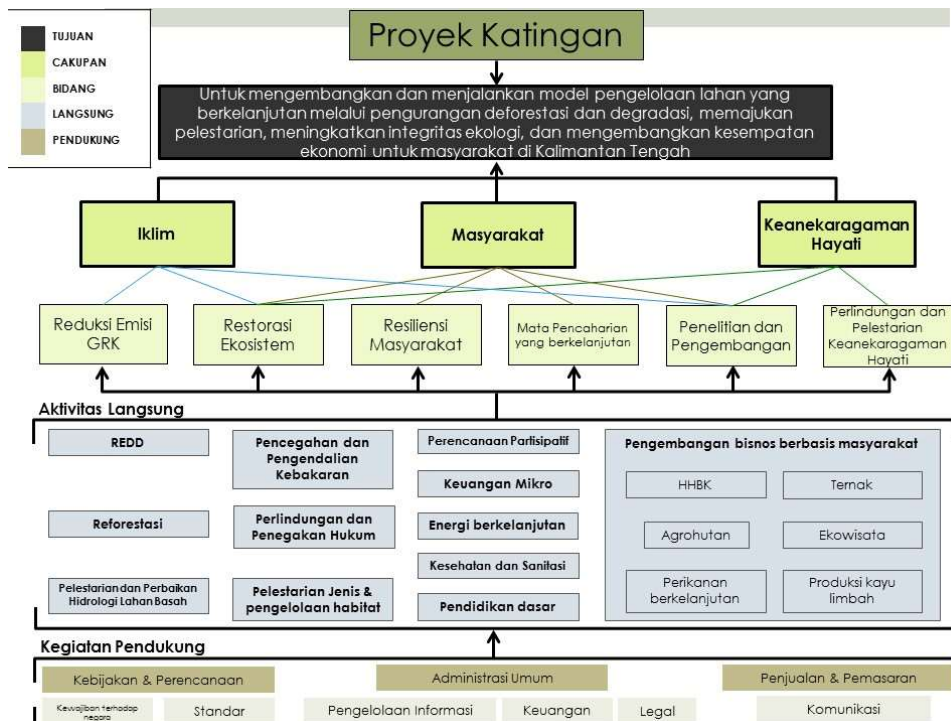 TUJUAN
CAKUPAN
BIDANG
LANGSUNG
PENDUKUNG
Proyek Katingan
Untuk mengembangkan dan menjalankan model pengelolaan lahan yang
berkelanjutan melalui pengurangan deforestasi dan degradasi, memajukan
pelestarian, meningkatkan integritas ekologi, dan mengembangkan kesempatan
ekonomi untuk masyarakat di Kalimantan Tengah
Iklim
Masyarakat
Keanekaragaman
Hayati
Reduksi Emisi
GRK
Restorasi
Ekosistem
Resiliensi
Masyarakat
Mata Pencaharian
yang berkelanjutan
Penelitian dan
Pengembangan
Perlindungan dan
Pelestarian
Keanekaragaman
Hayati
Aktivitas Langsung
REDD
Reforestasi
Pelestarian dan Perbaikan
Hidrologi Lahan Basah
Pencegahan dan
Pengendalian
Kebakaran
Perlindungan dan
Penegakan Hukum
Pelestarian Jenis &
pengelolaan habitat
Perencanaan Partisipatif
Keuangan Mikro
Energi berkelanjutan
Kesehatan dan Sanitasi
Pendidikan dasar
Pengembangan bisnos berbasis masyarakat
HHBK
Ternak
Agrohutan
Ekowisata
Perikanan
berkelanjutan
Produksi kayu
limbah
Kegiatan Pendukung
Kebijakan & Perencanaan
Administrasi Umum
Penjualan & Pemasaran
Kewajiban terhadap
negara
Standar
Pengelolaan Informasi
Keuangan
Legal
Komunikasi